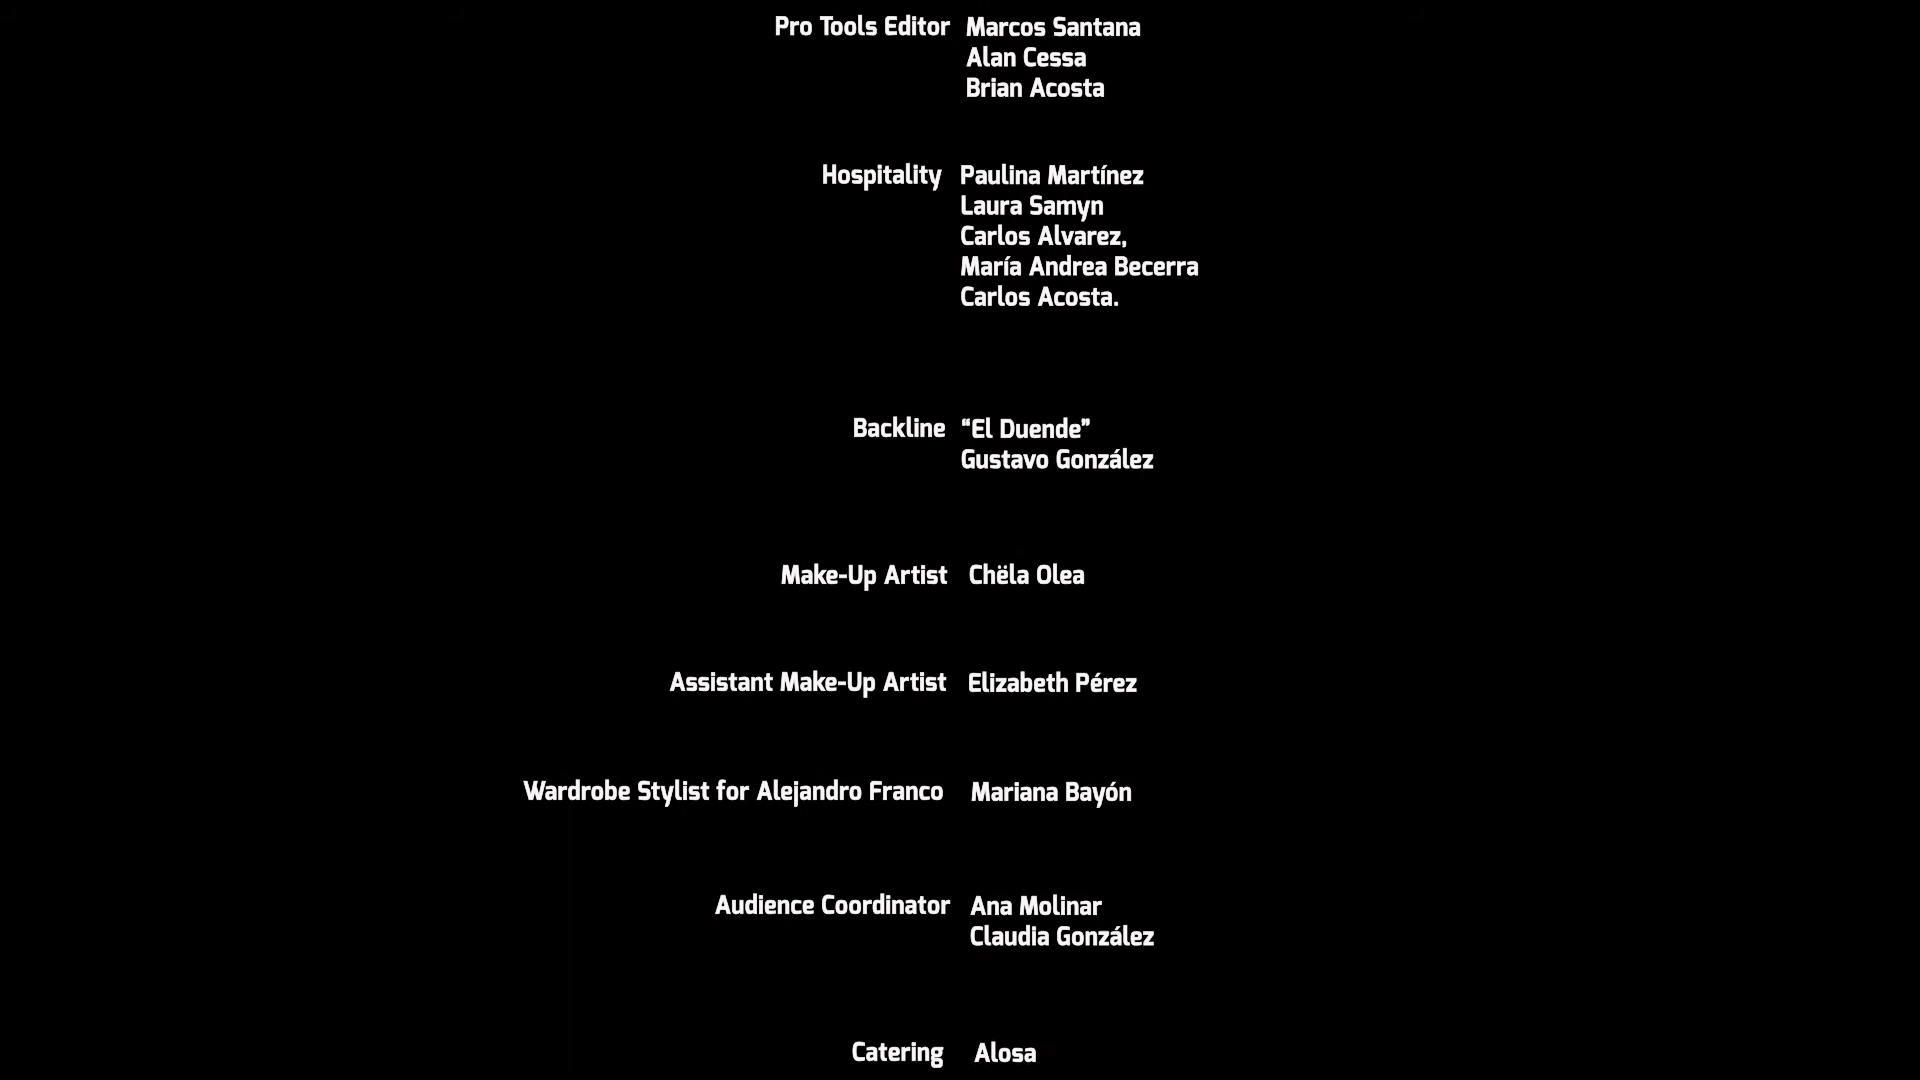 Pro Tools Editor Marcos Santana
Alan Cessa
Brian Acosta
Hospitality Paulina Martínez
Laura Samyn
Carlos Alvarez,
María Andrea Becerra
Carlos Acosta.
Backline “El Duende”
Gustavo González
Make-Up Artist Chëla Olea
Assistant Make-Up Artist Elizabeth Pérez
Wardrobe Stylist for Alejandro Franco Mariana Bayón
Audience Coordinator Ana Molinar
Claudia González
Catering Alosa